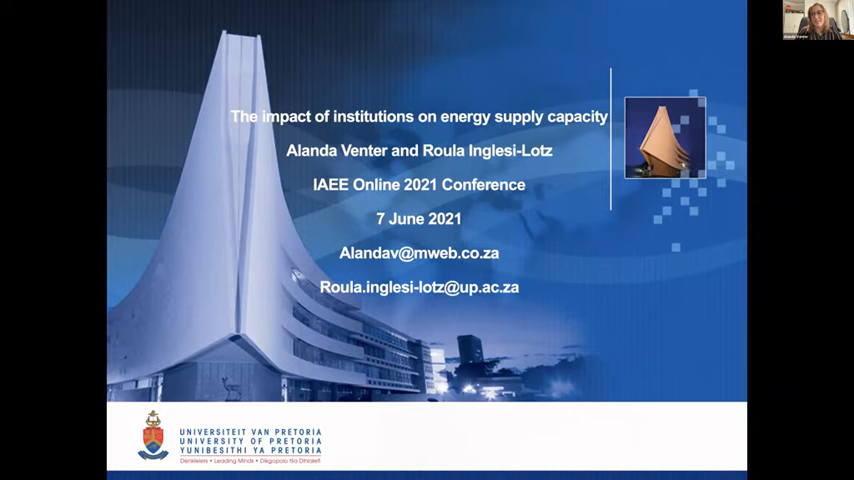 The impact of institutions on energy supply capacity
Alanda Venter and Roula Inglesi-Lotz
IAEE Online 2021 Conference
7 June 2021
Alandav@mweb.co.za
Roula.inglesi-lotz@up.ac.za
UNIVERSITEIT VAN PRETORIA
UNIVERSITY OF PRETORIA
YUNIBESITHI YA PRETORIA
Denkleiers • Leading Minds • Dikgopolo tša Dihlalefi
Alanda Venter